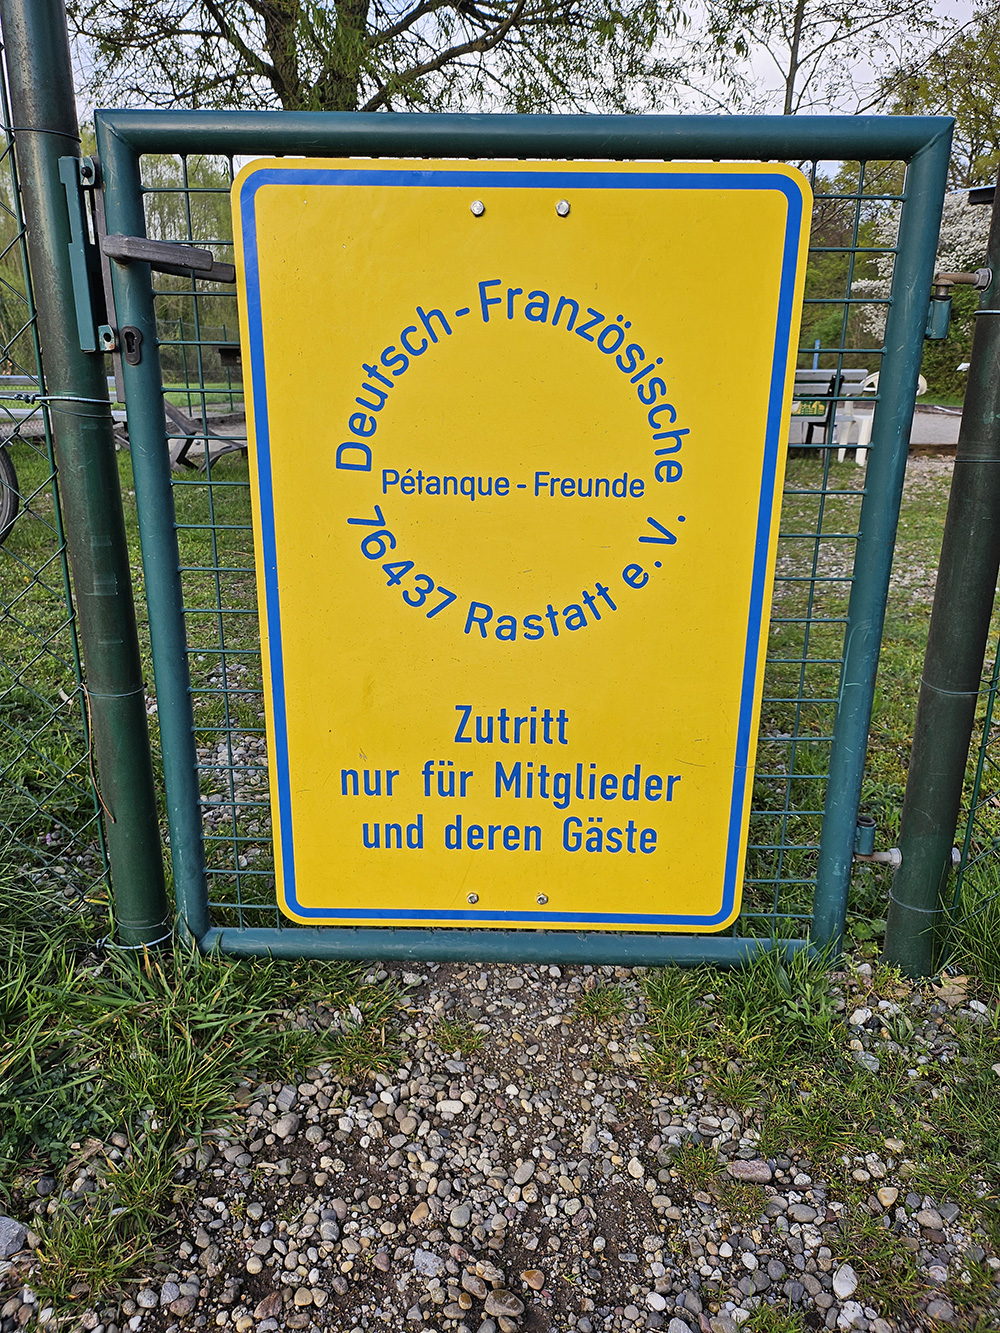 Deutsch-Französische
Pétanque-Freunde
76437 Rastatt e.V.
Zutritt
nur für Mitglieder
und deren Gäste